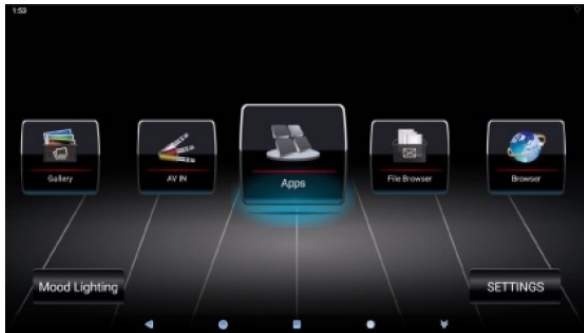 1:53
Gallery
AV IN
Apps
File Browser
Browser
Mood Lighting
SETTINGS